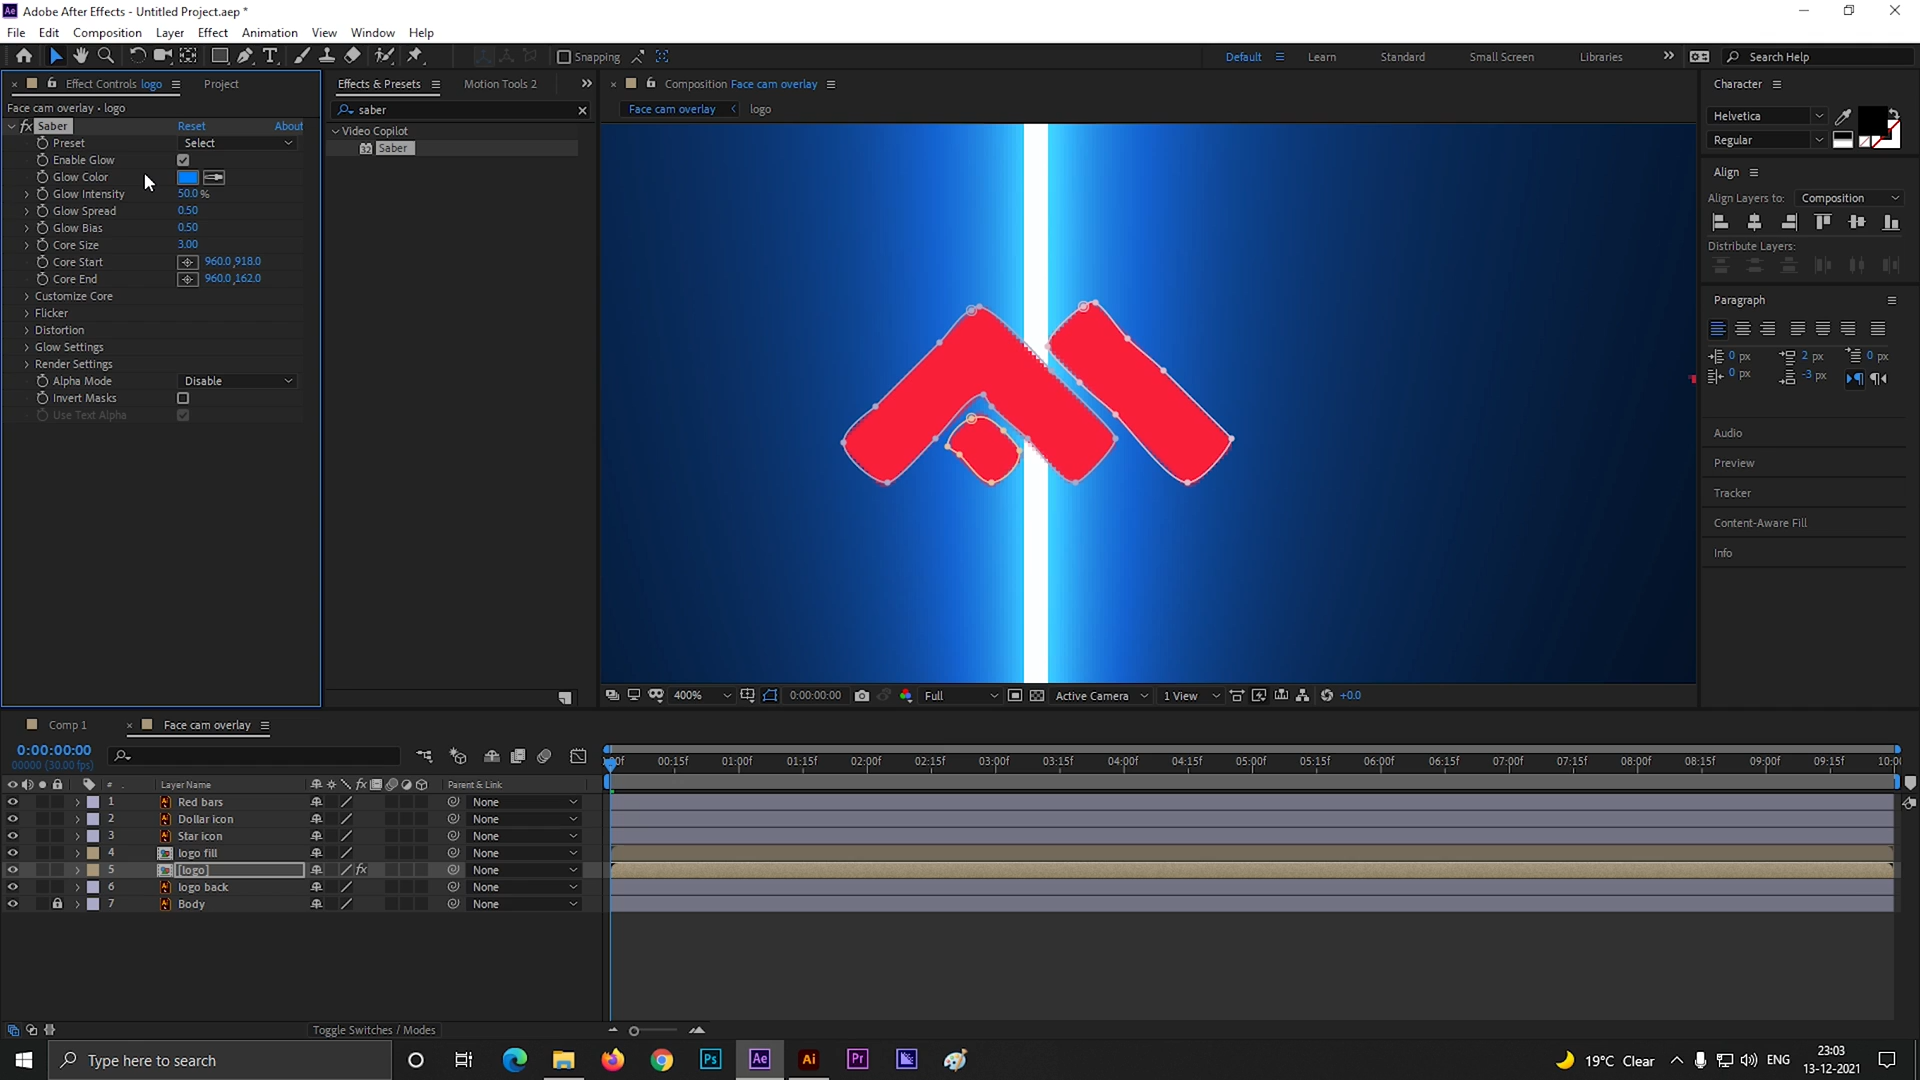 Adobe After Effects - Untitled Project.aep *
File Edit Composition Layer Effect Animation View Window Help
Snapping
Default Learn Standard Small Screen Libraries
Search Help
Effect Controls logo
Project
Face cam overlay • logo
fx Saber Reset About
Preset Select
Enable Glow
Glow Color
Glow Intensity 50.0 %
Glow Spread 0.50
Glow Bias 0.50
Core Size 3.00
Core Start 960.0,918.0
Core End 960.0,162.0
Customize Core
Flicker
Distortion
Glow Settings
Render Settings
Alpha Mode Disable
Invert Masks
Use Text Alpha
Effects & Presets
Motion Tools 2
saber
Video Copilot
32 Saber
Composition Face cam overlay
Face cam overlay logo
400% 0:00:00:00 Full Active Camera 1 View +0.0
Character
Helvetica
Regular
Align
Align Layers to: Composition
Distribute Layers:
Paragraph
0 px 2 px 0 px
0 px -3 px
Audio
Preview
Tracker
Content-Aware Fill
Info
Comp 1
Face cam overlay
0:00:00:00
00000 (30.00 fps)
# Layer Name fx Parent & Link
00f 00:15f 01:00f 01:15f 02:00f 02:15f 03:00f 03:15f 04:00f 04:15f 05:00f 05:15f 06:00f 06:15f 07:00f 07:15f 08:00f 08:15f 09:00f 09:15f 10:00
1 Red bars None
2 Dollar icon None
3 Star icon None
4 logo fill None
5 [logo] fx None
6 logo back None
7 Body None
Toggle Switches / Modes
Type here to search
Ps
Ae
Ai
Pr
19°C Clear
ENG
23:03
13-12-2021